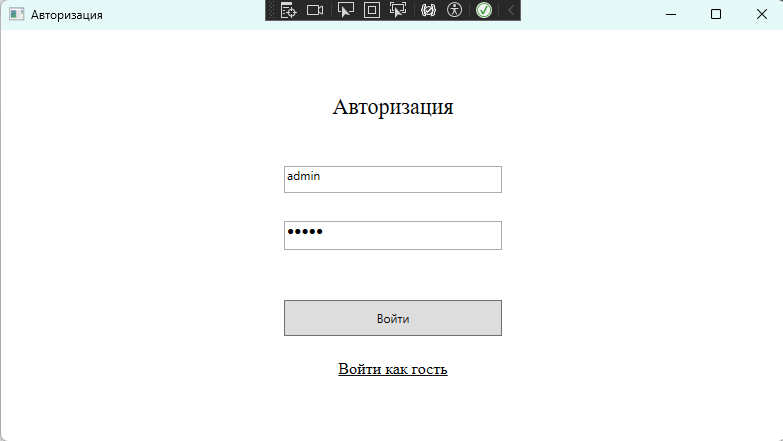 Авторизация
Авторизация
admin
●●●●●
Войти
Войти как гость